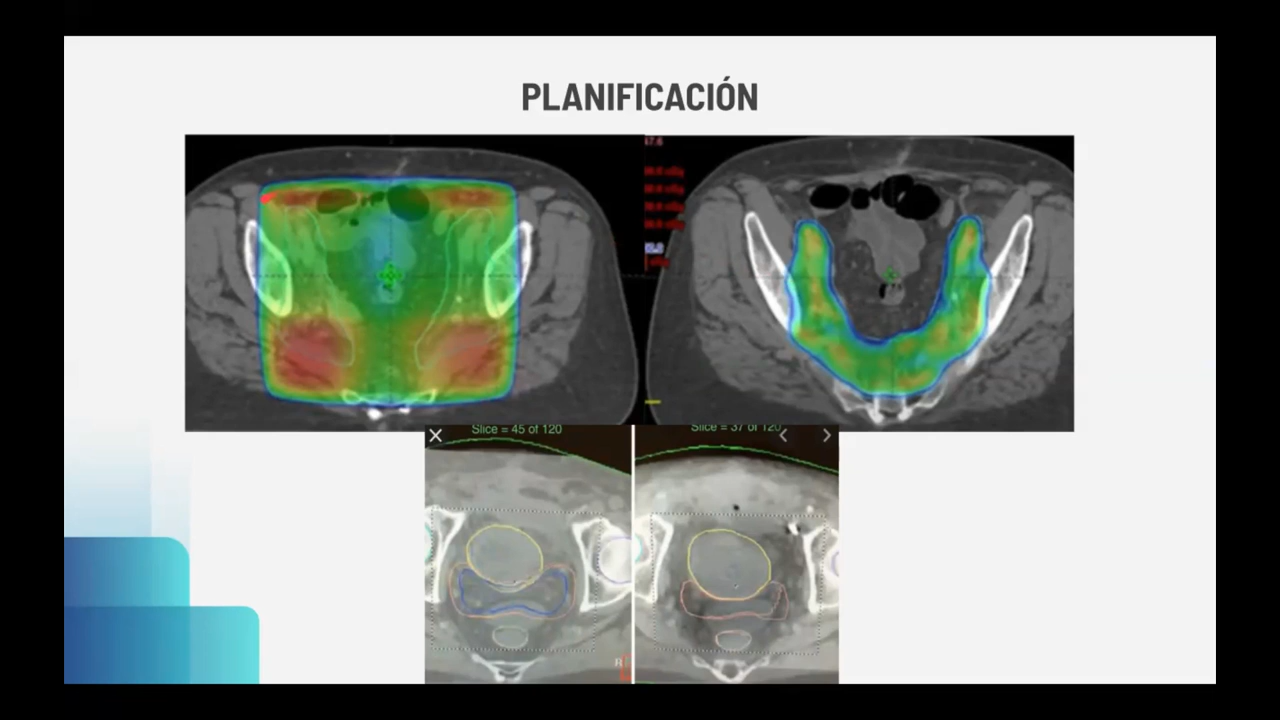 PLANIFICACIÓN
Slice = 45 of 120
Slice = 37 of 120
R